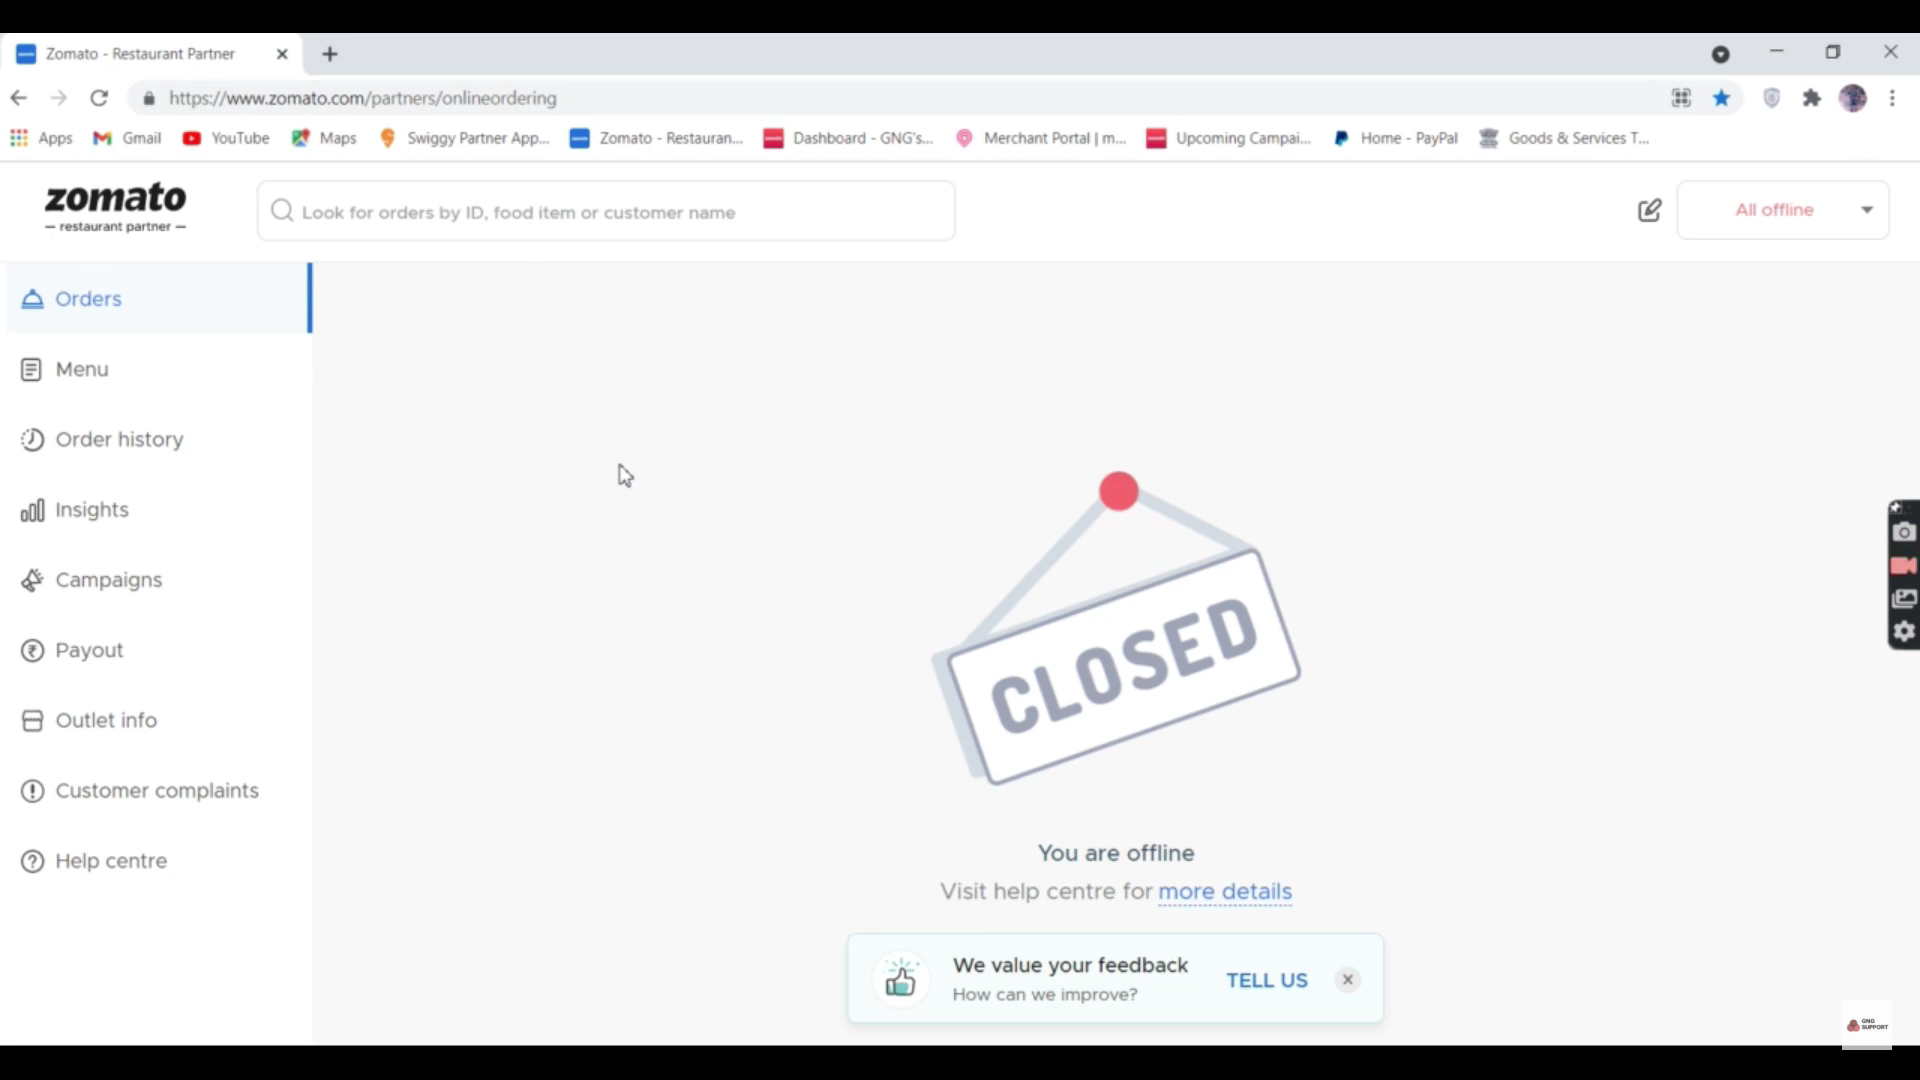 Zomato - Restaurant Partner
https://www.zomato.com/partners/onlineordering
Apps Gmail YouTube Maps Swiggy Partner App... Zomato - Restauran... Dashboard - GNG's... Merchant Portal | m... Upcoming Campai... Home - PayPal Goods & Services T...
zomato
restaurant partner
Look for orders by ID, food item or customer name
All offline
Orders
Menu
Order history
Insights
Campaigns
Payout
Outlet info
Customer complaints
Help centre
CLOSED
You are offline
Visit help centre for more details
We value your feedback
How can we improve?
TELL US
GNG
SUPPORT